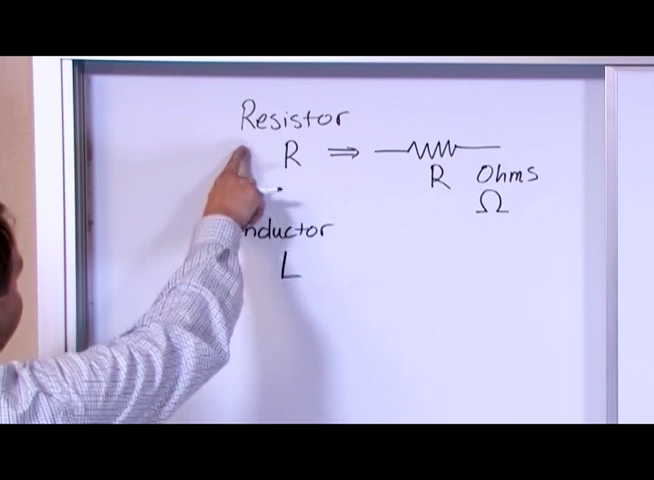 Resistor
R ⇒
R Ohms
Ω
nductor
L